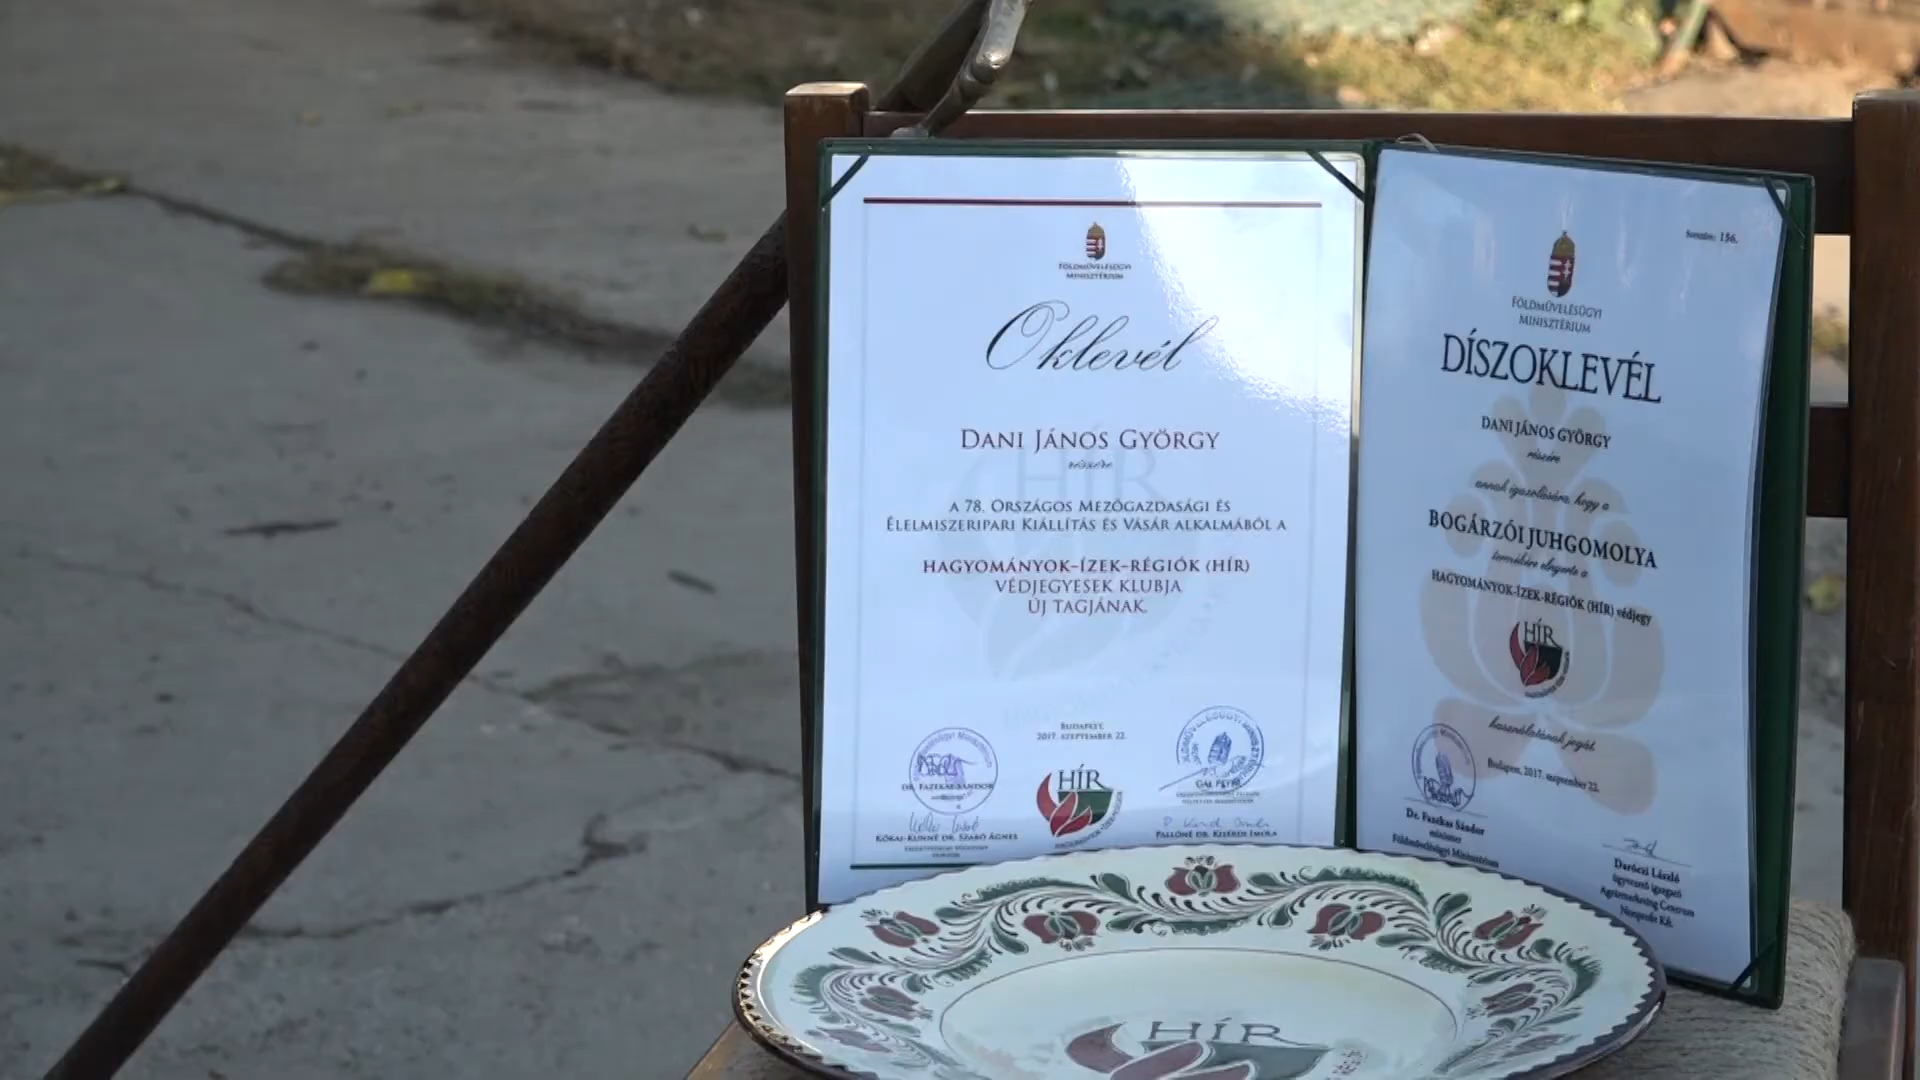 FÖLDMŰVELÉSÜGYI
MINISZTÉRIUM
Oklevél
DANI JÁNOS GYÖRGY
részére
A 78. ORSZÁGOS MEZŐGAZDASÁGI ÉS
ÉLELMISZERIPARI KIÁLLÍTÁS ÉS VÁSÁR ALKALMÁBÓL A
HAGYOMÁNYOK-ÍZEK-RÉGIÓK (HÍR)
VÉDJEGYESEK KLUBJA
ÚJ TAGJÁNAK.
BUDAPEST,
2017. SZEPTEMBER 22.
DR. FAZEKAS SÁNDOR
GÁL PÉTER
KÓKAI-KUNNÉ DR. SZABÓ ÁGNES
HÍR
PALLÓNÉ DR. KISÉRDI IMOLA
Sorszám: 156.
FÖLDMŰVELÉSÜGYI
MINISZTÉRIUM
DÍSZOKLEVÉL
DANI JÁNOS GYÖRGY
részére
annak igazolására, hogy a
BOGÁRZÓI JUHGOMOLYA
termékére elnyerte a
HAGYOMÁNYOK-ÍZEK-RÉGIÓK (HÍR) védjegy
HÍR
használatának jogát.
Budapest, 2017. szeptember 22.
Dr. Fazekas Sándor
miniszter
Földművelésügyi Minisztérium
Daróczi László
ügyvezető igazgató
Agrármarketing Centrum
Nonprofit Kft.
HÍR